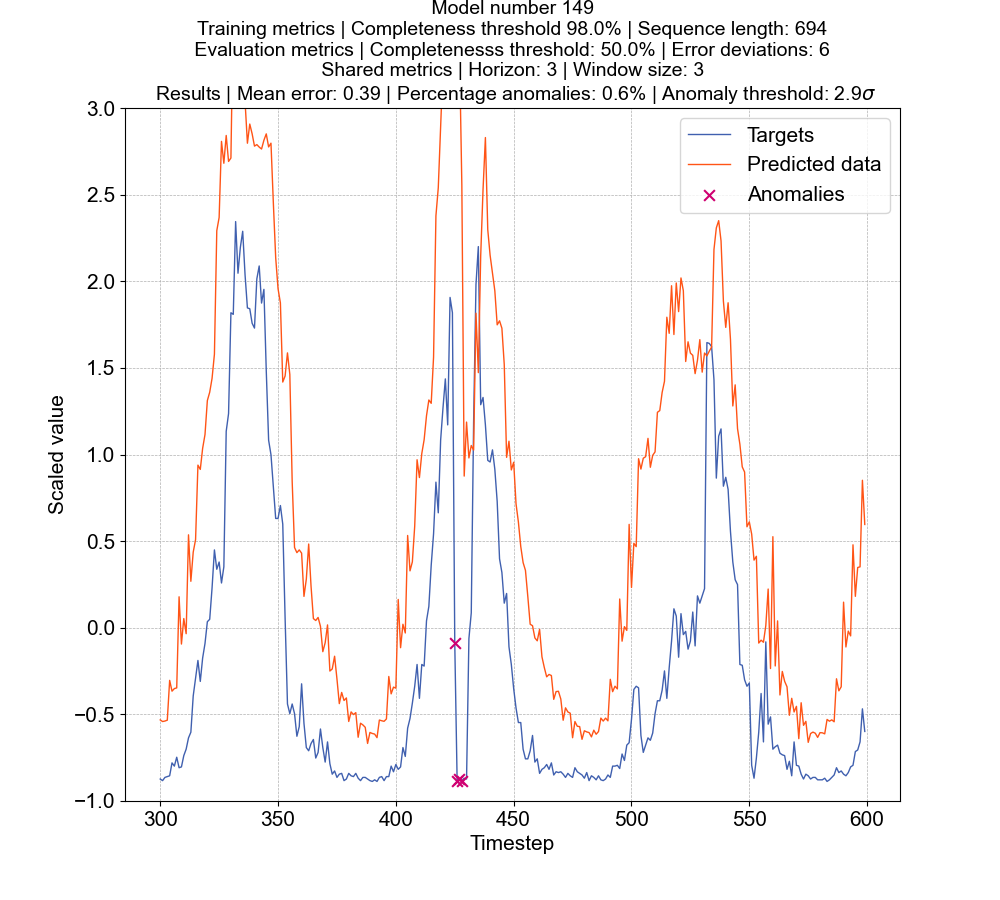 Model number 149
Training metrics | Completeness threshold 98.0% | Sequence length: 694
Evaluation metrics | Completenesss threshold: 50.0% | Error deviations: 6
Shared metrics | Horizon: 3 | Window size: 3
Results | Mean error: 0.39 | Percentage anomalies: 0.6% | Anomaly threshold: 2.9σ
Targets
Predicted data
Anomalies
Scaled value
3.0
2.5
2.0
1.5
1.0
0.5
0.0
−0.5
−1.0
300 350 400 450 500 550 600
Timestep